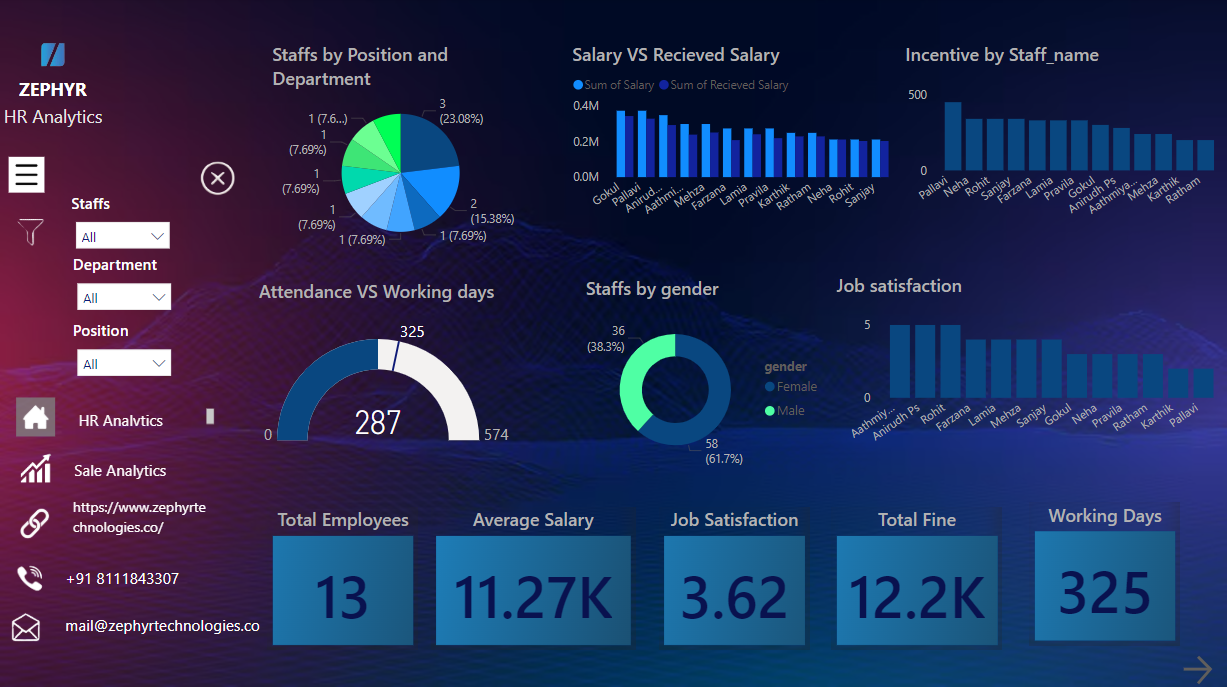 ZEPHYR
HR Analytics
Staffs
All
Department
All
Position
All
HR Analvtics
Sale Analytics
https://www.zephyrte
chnologies.co/
+91 8111843307
mail@zephyrtechnologies.co
Staffs by Position and
Department
3
(23.08%)
2
(15.38%)
1 (7.69%)
1 (7.69%)
1
(7.69%)
1
(7.69%)
1
(7.69%)
1 (7.6...)
Salary VS Recieved Salary
Sum of Salary Sum of Recieved Salary
0.4M
0.2M
0.0M
Gokul
Pallavi
Anirud...
Aathmi...
Mehza
Farzana
Lamia
Pravila
Karthik
Ratham
Neha
Rohit
Sanjay
Incentive by Staff_name
500
0
Pallavi
Neha
Rohit
Sanjay
Farzana
Lamia
Pravila
Gokul
Anirudh Ps
Aathmiya...
Mehza
Karthik
Ratham
Attendance VS Working days
325
287
0
574
Staffs by gender
36
(38.3%)
58
(61.7%)
gender
Female
Male
Job satisfaction
5
0
Aathmiy...
Anirudh Ps
Rohit
Farzana
Lamia
Mehza
Sanjay
Gokul
Neha
Pravila
Ratham
Karthik
Pallavi
Total Employees
13
Average Salary
11.27K
Job Satisfaction
3.62
Total Fine
12.2K
Working Days
325